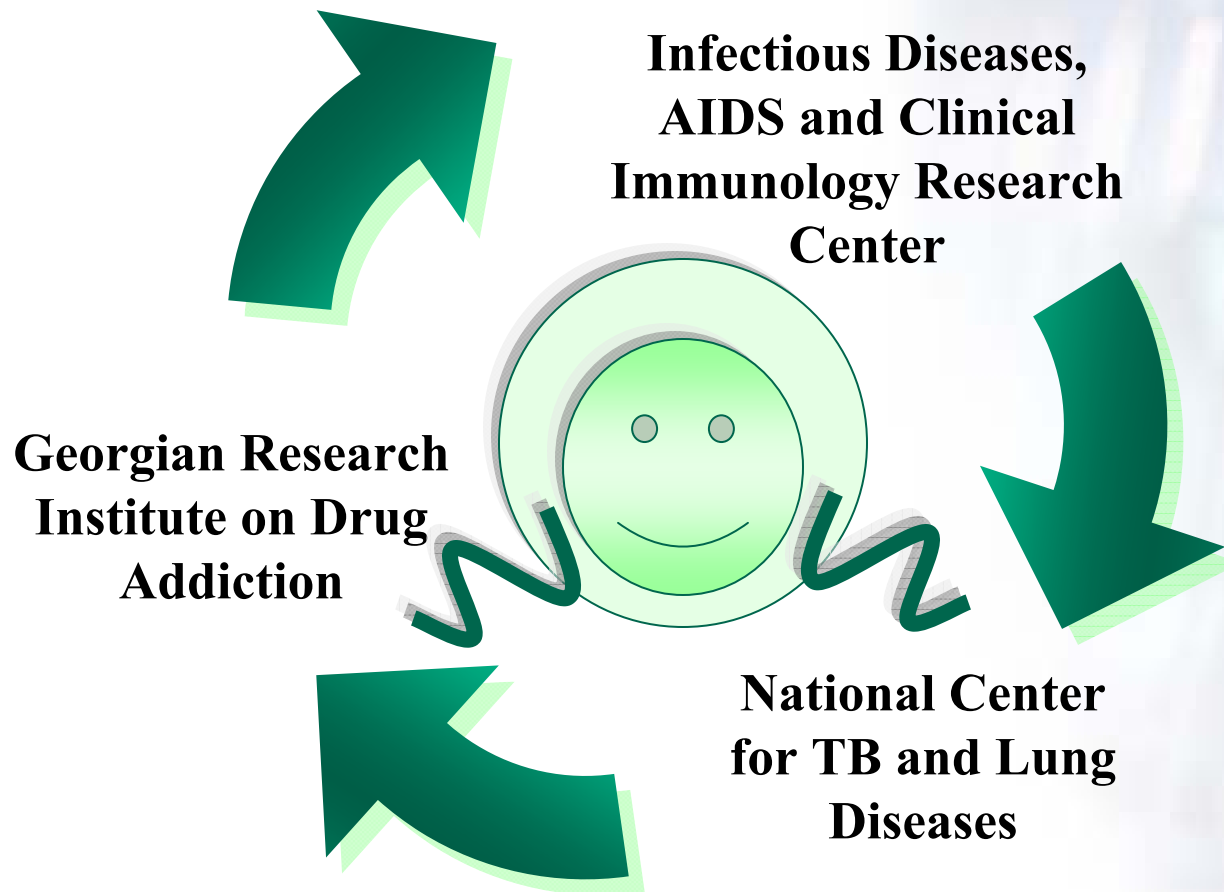 Infectious Diseases,
AIDS and Clinical
Immunology Research
Center
Georgian Research
Institute on Drug
Addiction
National Center
for TB and Lung
Diseases